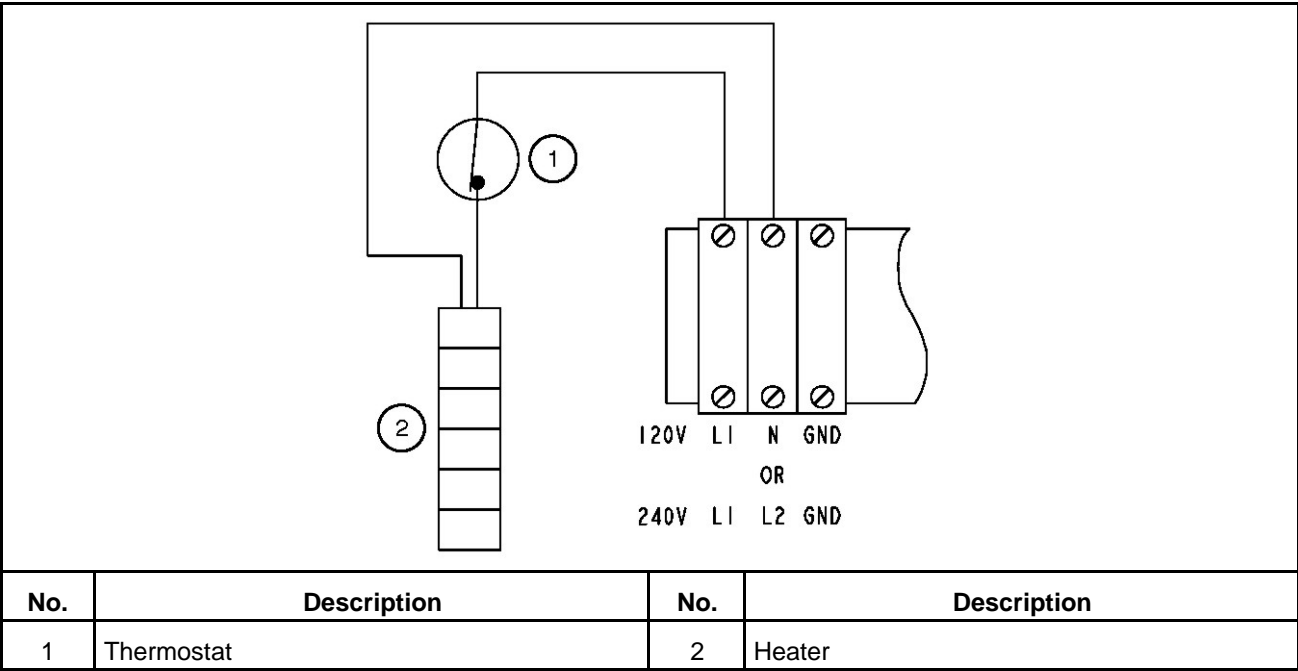 1
2
120V L1 N GND
OR
240V L1 L2 GND
No. Description No. Description
1 Thermostat 2 Heater